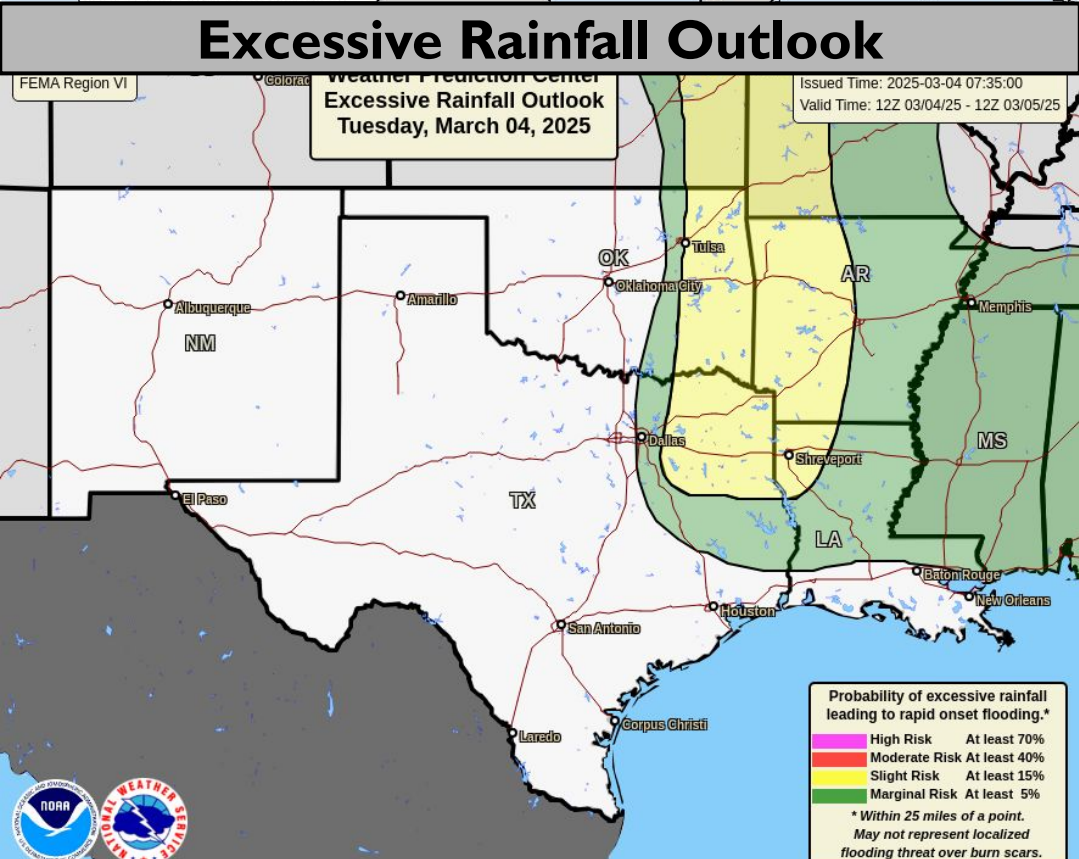 Excessive Rainfall Outlook
FEMA Region VI
Weather Prediction Center
Excessive Rainfall Outlook
Tuesday, March 04, 2025
Issued Time: 2025-03-04 07:35:00
Valid Time: 12Z 03/04/25 - 12Z 03/05/25
Colorad
Tulsa
OK
Oklahoma City
AR
Albuquerque
Amarillo
Memphis
NM
Dallas
MS
Shreveport
El Paso
TX
LA
Baton Rouge
New Orleans
Houston
San Antonio
Corpus Christi
Laredo
Probability of excessive rainfall
leading to rapid onset flooding.*
High Risk At least 70%
Moderate Risk At least 40%
Slight Risk At least 15%
Marginal Risk At least 5%
* Within 25 miles of a point.
May not represent localized
flooding threat over burn scars.
NOAA
NATIONAL WEATHER SERVICE